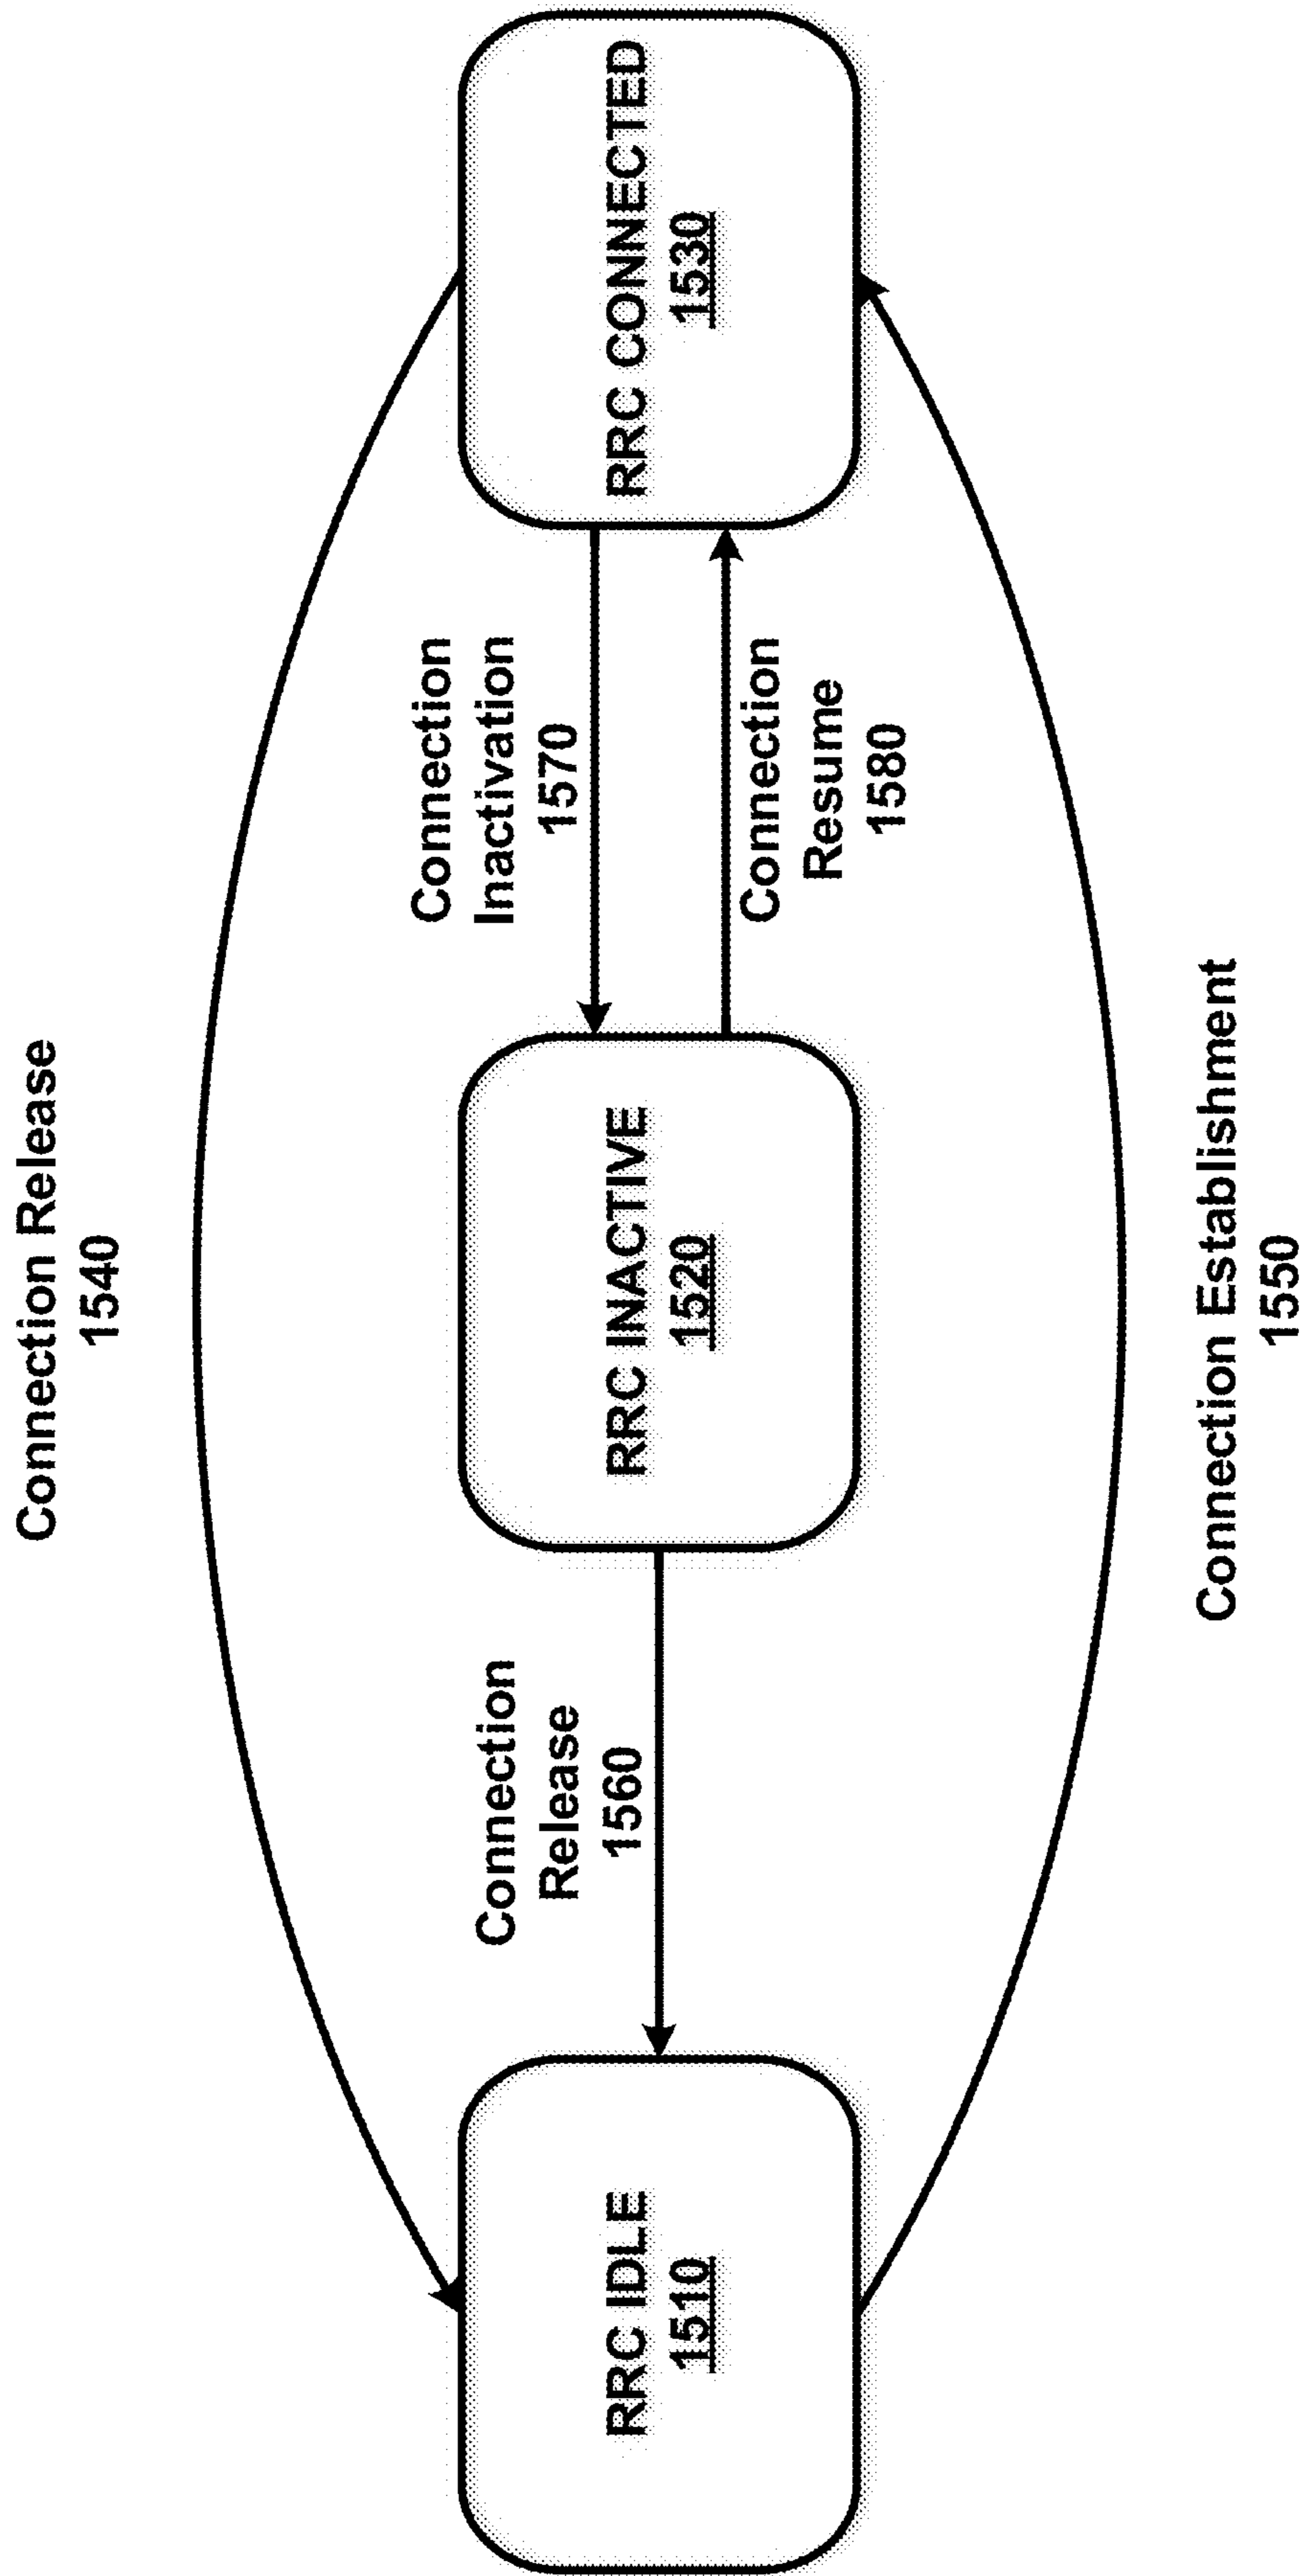 Connection Release
1540
RRC IDLE
1510
Connection
Release
1560
RRC INACTIVE
1520
Connection
Inactivation
1570
Connection
Resume
1580
RRC CONNECTED
1530
Connection Establishment
1550